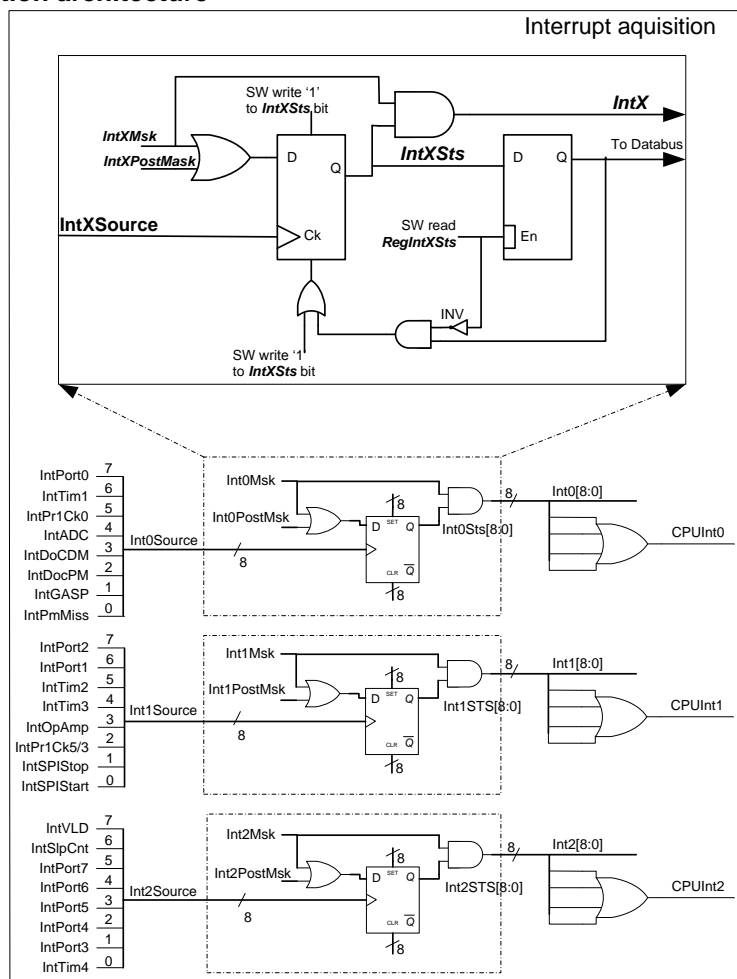 tion architecture
Interrupt aquisition
SW write '1'
to IntXSts bit
IntX
IntXMsk
IntXPostMask
D
Q
IntXSts
D
Q
To Databus
IntXSource
Ck
SW read
RegIntXSts
En
INV
SW write '1'
to IntXSts bit
IntPort0 7
IntTim1 6
IntPr1Ck0 5
IntADC 4
IntDoCDM 3
IntDocPM 2
IntGASP 1
IntPmMiss 0
Int0Source
8
Int0Msk
Int0PostMsk
D SET Q
CLR Q
8
8
Int0Sts[8:0]
8
Int0[8:0]
CPUInt0
IntPort2 7
IntPort1 6
IntTim2 5
IntTim3 4
IntOpAmp 3
IntPr1Ck5/3 2
IntSPIStop 1
IntSPIStart 0
Int1Source
8
Int1Msk
Int1PostMsk
D SET Q
CLR Q
8
8
Int1STS[8:0]
8
Int1[8:0]
CPUInt1
IntVLD 7
IntSlpCnt 6
IntPort7 5
IntPort6 4
IntPort5 3
IntPort4 2
IntPort3 1
IntTim4 0
Int2Source
8
Int2Msk
Int2PostMsk
D SET Q
CLR Q
8
8
Int2STS[8:0]
8
Int2[8:0]
CPUInt2